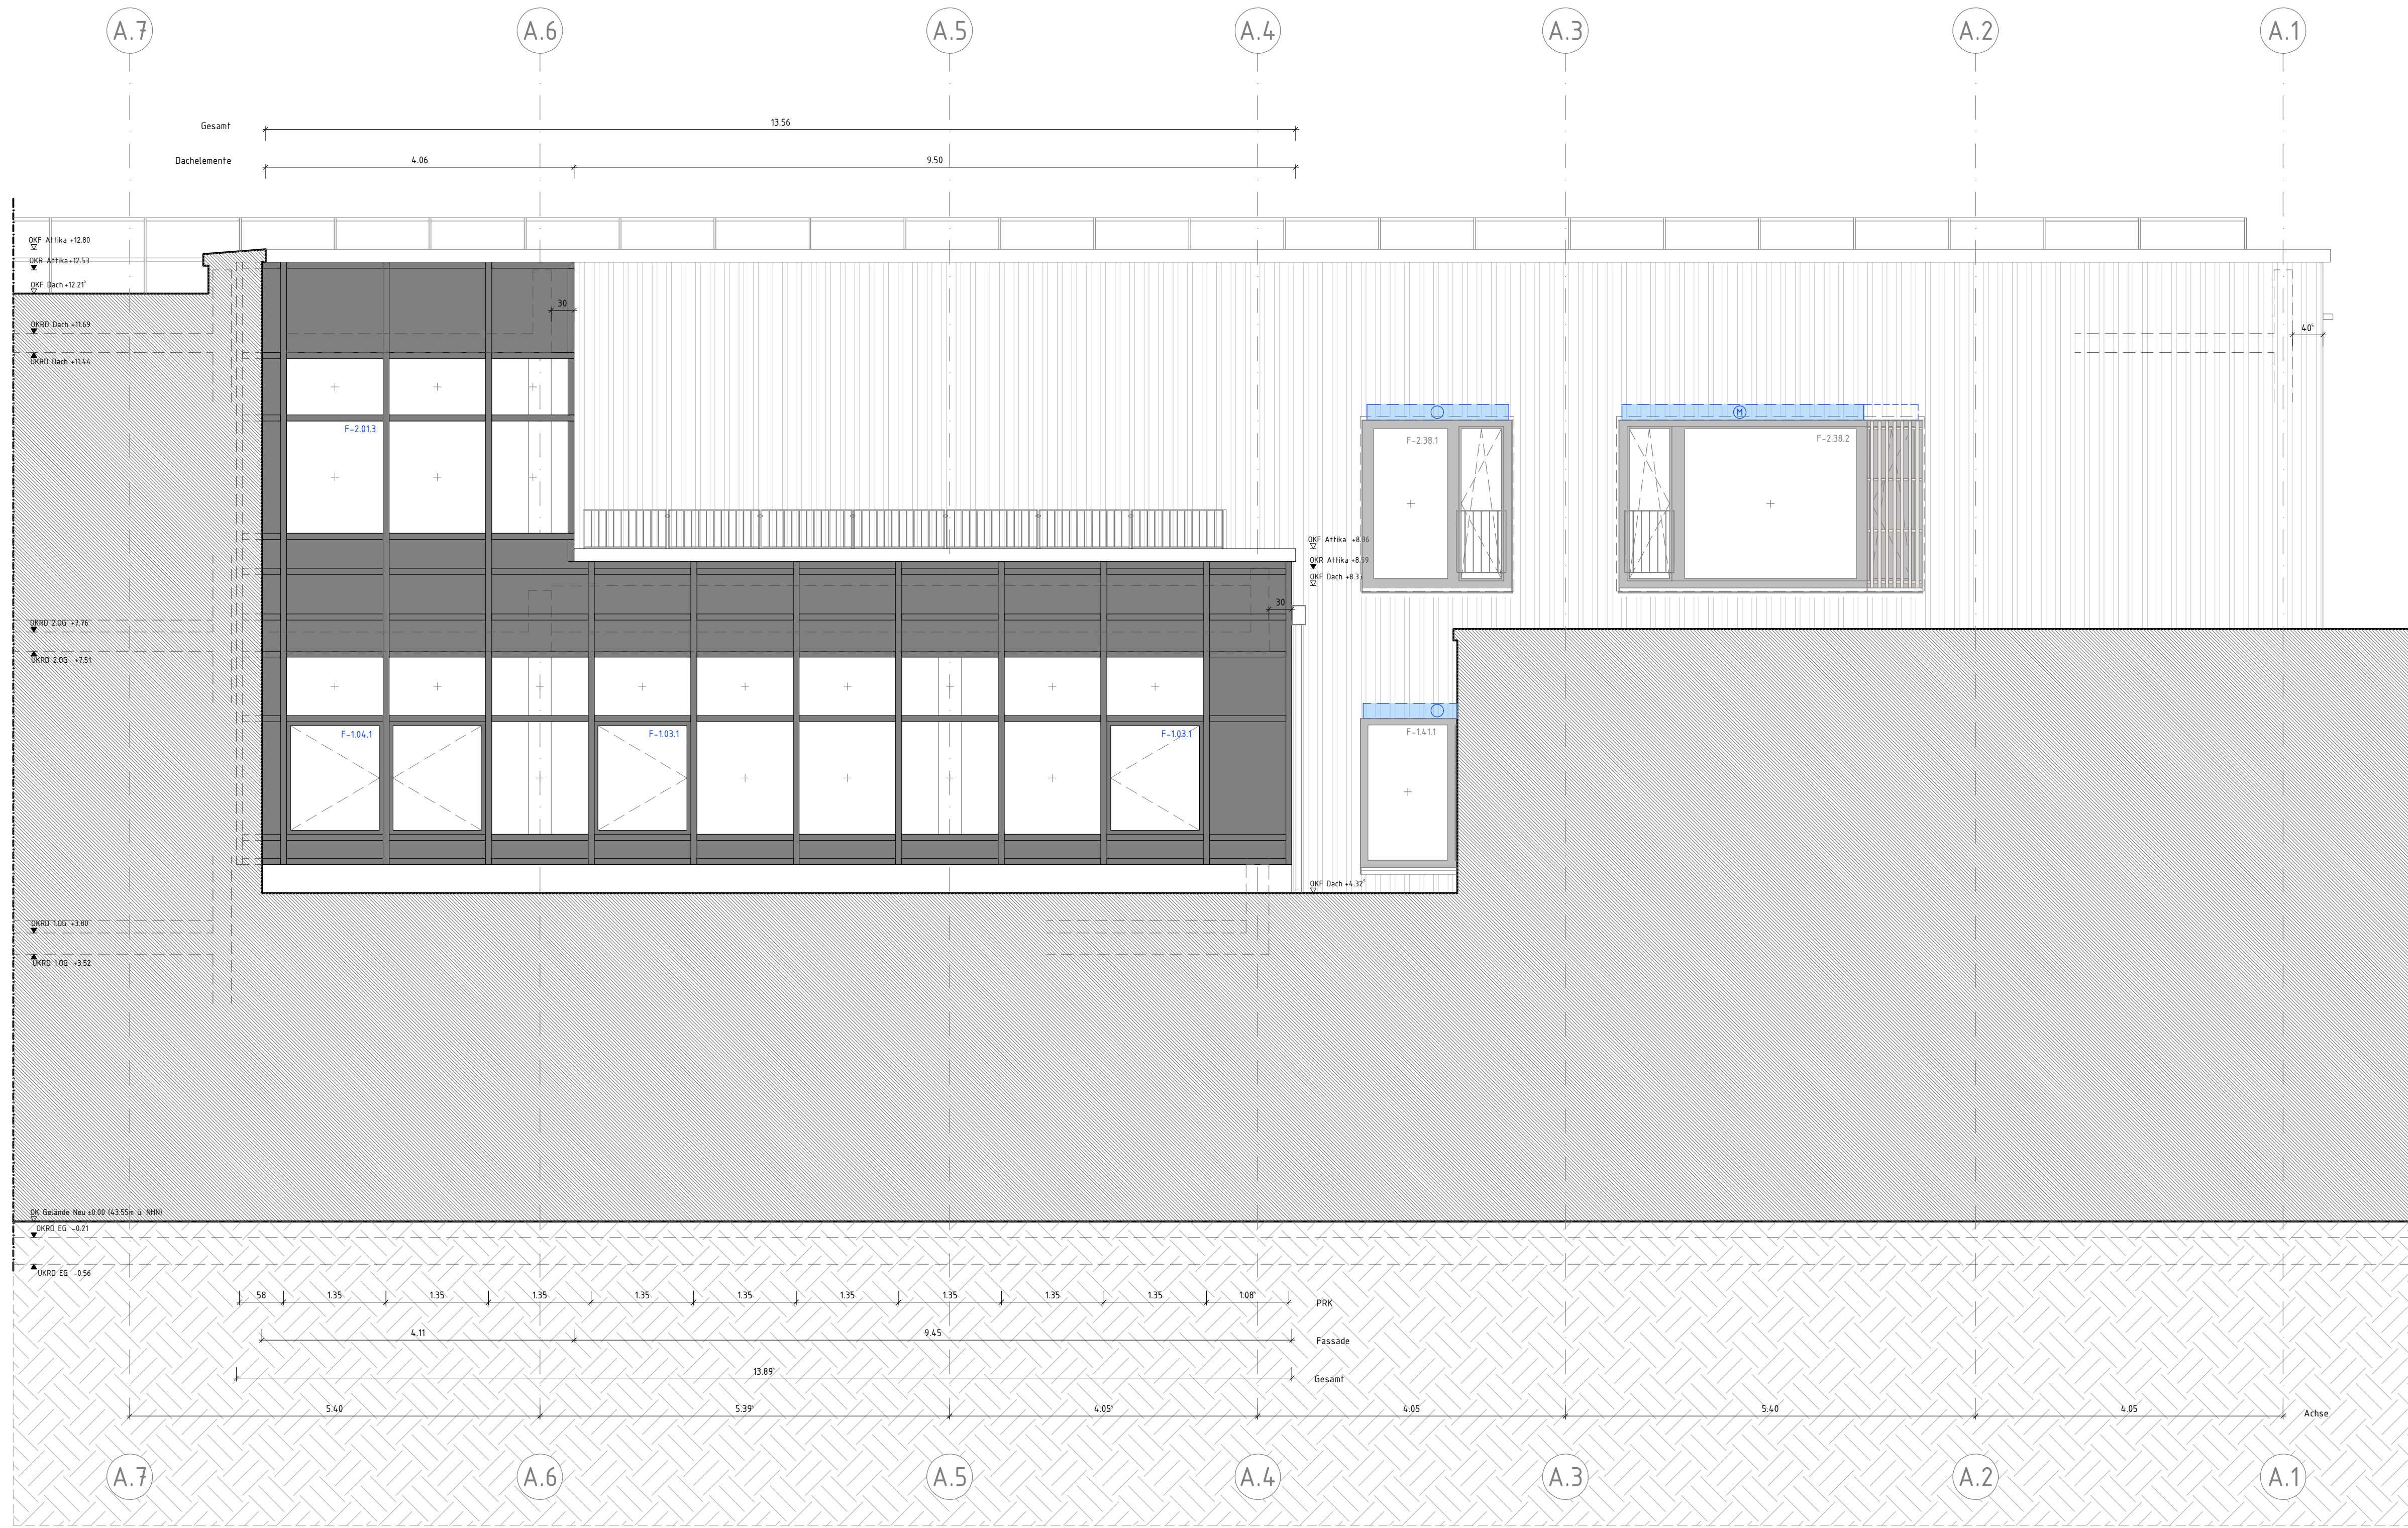 A.7 A.6 A.5 A.4 A.3 A.2 A.1
Gesamt 13.56
Dachelemente 4.06 9.50
OKF Attika +12.80
OKR Attika +12.53
OKF Dach +12.21⁵
30
OKRD Dach +11.69
40⁵
UKRD Dach +11.44
M
F-2.01.3
F-2.38.1
F-2.38.2
OKF Attika +8.86
OKR Attika +8.59
OKF Dach +8.37
30
OKRD 2.OG +7.76
UKRD 2.OG +7.51
F-1.04.1
F-1.03.1
F-1.03.1
F-1.41.1
OKF Dach +4.32⁵
OKRD 1.OG +3.80
UKRD 1.OG +3.52
OK Gelände Neu ±0.00 (43.55m ü. NHN)
OKRD EG -0.21
UKRD EG -0.56
58 1.35 1.35 1.35 1.35 1.35 1.35 1.35 1.35 1.35 1.08⁵ PRK
4.11 9.45 Fassade
13.89⁵ Gesamt
5.40 5.39⁵ 4.05⁵ 4.05 5.40 4.05 Achse
A.7 A.6 A.5 A.4 A.3 A.2 A.1